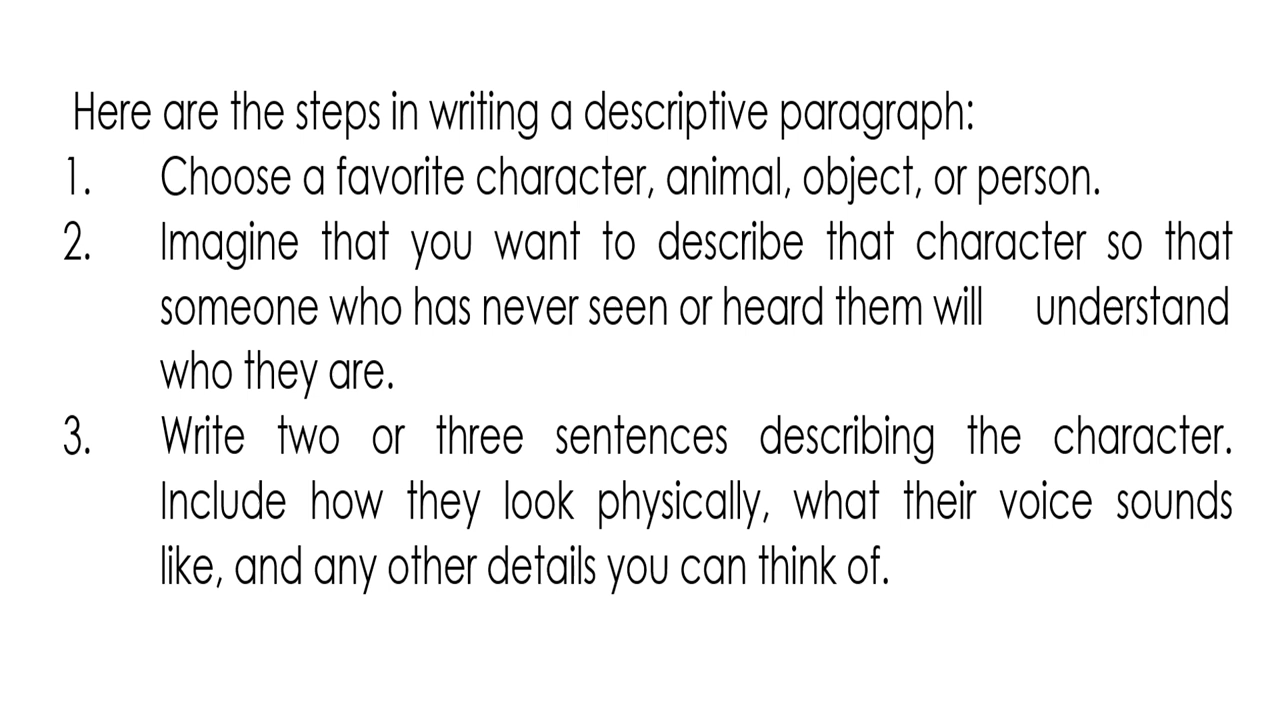 Here are the steps in writing a descriptive paragraph:
1. Choose a favorite character, animal, object, or person.
2. Imagine that you want to describe that character so that
someone who has never seen or heard them will understand
who they are.
3. Write two or three sentences describing the character.
Include how they look physically, what their voice sounds
like, and any other details you can think of.